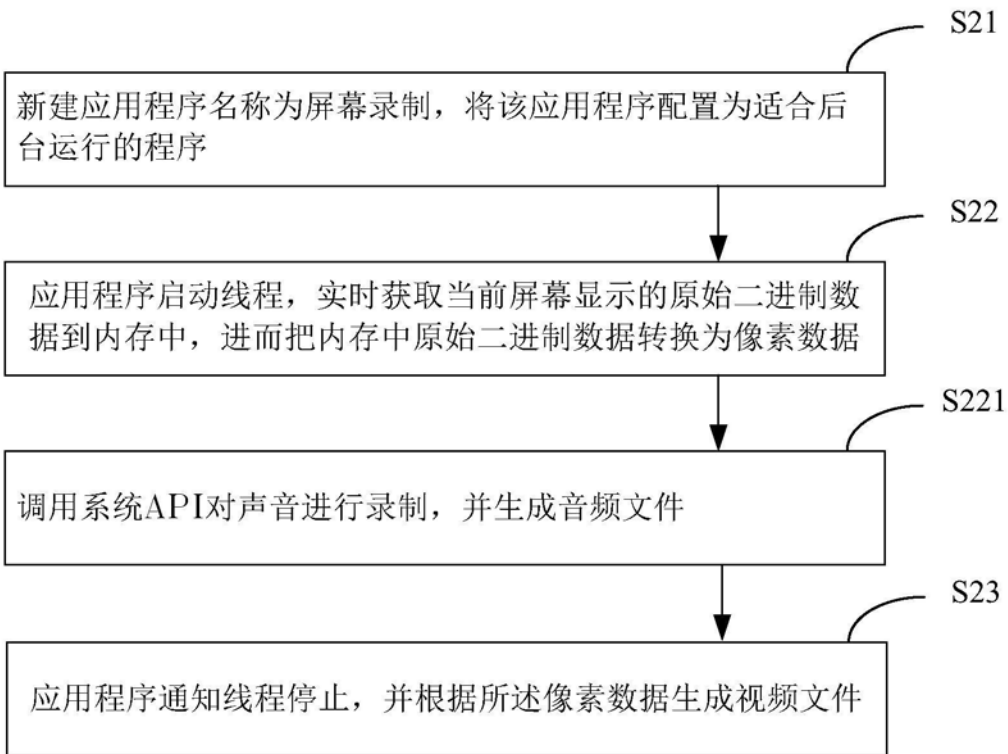 S21
新建应用程序名称为屏幕录制，将该应用程序配置为适合后
台运行的程序
S22
应用程序启动线程，实时获取当前屏幕显示的原始二进制数
据到内存中，进而把内存中原始二进制数据转换为像素数据
S221
调用系统API对声音进行录制，并生成音频文件
S23
应用程序通知线程停止，并根据所述像素数据生成视频文件